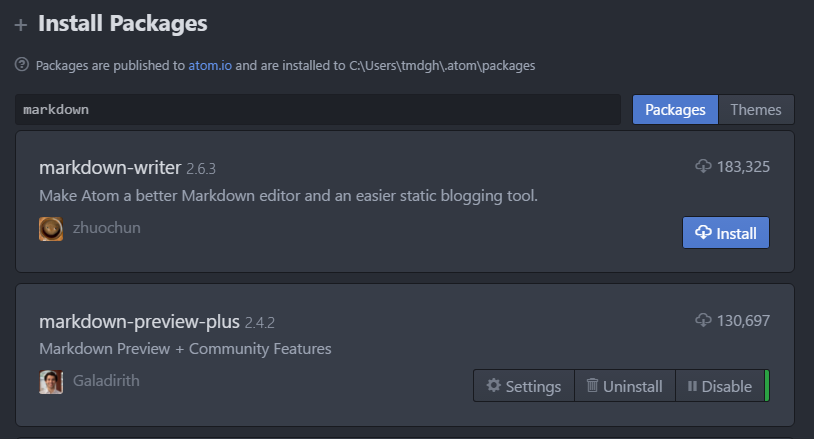 Install Packages
Packages are published to atom.io and are installed to C:\Users\tmdgh\.atom\packages
markdown
Packages Themes
markdown-writer 2.6.3 183,325
Make Atom a better Markdown editor and an easier static blogging tool.
zhuochun
Install
markdown-preview-plus 2.4.2 130,697
Markdown Preview + Community Features
Galadirith
Settings Uninstall Disable